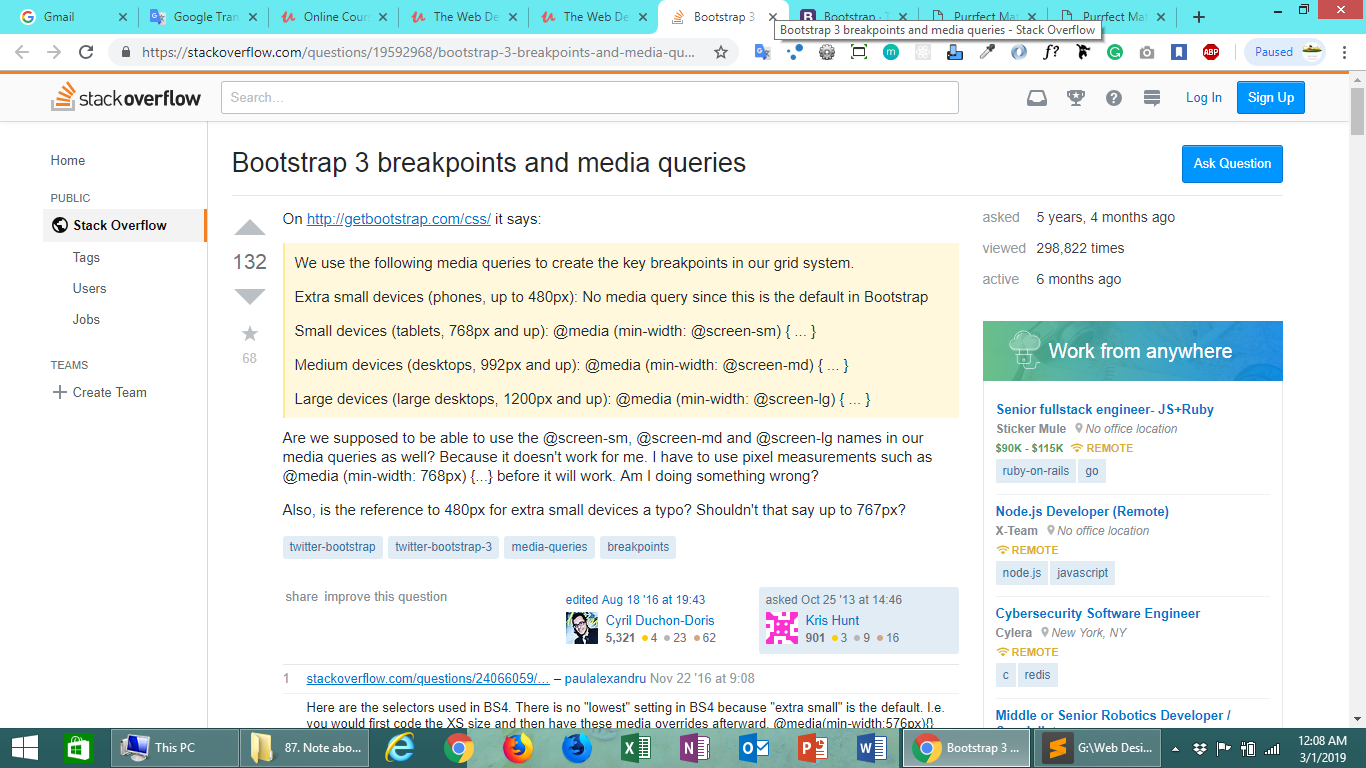 Gmail
Google Tran
Online Cour
The Web De
The Web De
Bootstrap 3
Bootstrap · T
Purrfect Mat
Purrfect Mat
Bootstrap 3 breakpoints and media queries - Stack Overflow
https://stackoverflow.com/questions/19592968/bootstrap-3-breakpoints-and-media-qu...
f?
ABP
Paused
stackoverflow
Search...
Log In
Sign Up
Home
PUBLIC
Stack Overflow
Tags
Users
Jobs
TEAMS
Create Team
Bootstrap 3 breakpoints and media queries
Ask Question
132
68
On http://getbootstrap.com/css/ it says:
We use the following media queries to create the key breakpoints in our grid system.
Extra small devices (phones, up to 480px): No media query since this is the default in Bootstrap
Small devices (tablets, 768px and up): @media (min-width: @screen-sm) { ... }
Medium devices (desktops, 992px and up): @media (min-width: @screen-md) { ... }
Large devices (large desktops, 1200px and up): @media (min-width: @screen-lg) { ... }
Are we supposed to be able to use the @screen-sm, @screen-md and @screen-lg names in our
media queries as well? Because it doesn't work for me. I have to use pixel measurements such as
@media (min-width: 768px) {...} before it will work. Am I doing something wrong?
Also, is the reference to 480px for extra small devices a typo? Shouldn't that say up to 767px?
twitter-bootstrap
twitter-bootstrap-3
media-queries
breakpoints
share improve this question
edited Aug 18 '16 at 19:43
Cyril Duchon-Doris
5,321 4 23 62
asked Oct 25 '13 at 14:46
Kris Hunt
901 3 9 16
1 stackoverflow.com/questions/24066059/… – paulalexandru Nov 22 '16 at 9:08
Here are the selectors used in BS4. There is no "lowest" setting in BS4 because "extra small" is the default. I.e.
you would first code the XS size and then have these media overrides afterward. @media(min-width:576px){}
asked 5 years, 4 months ago
viewed 298,822 times
active 6 months ago
Work from anywhere
Senior fullstack engineer- JS+Ruby
Sticker Mule No office location
$90K - $115K REMOTE
ruby-on-rails go
Node.js Developer (Remote)
X-Team No office location
REMOTE
node.js javascript
Cybersecurity Software Engineer
Cylera New York, NY
REMOTE
c redis
Middle or Senior Robotics Developer /
This PC
87. Note abo...
Bootstrap 3 ...
G:\Web Desi...
12:08 AM
3/1/2019